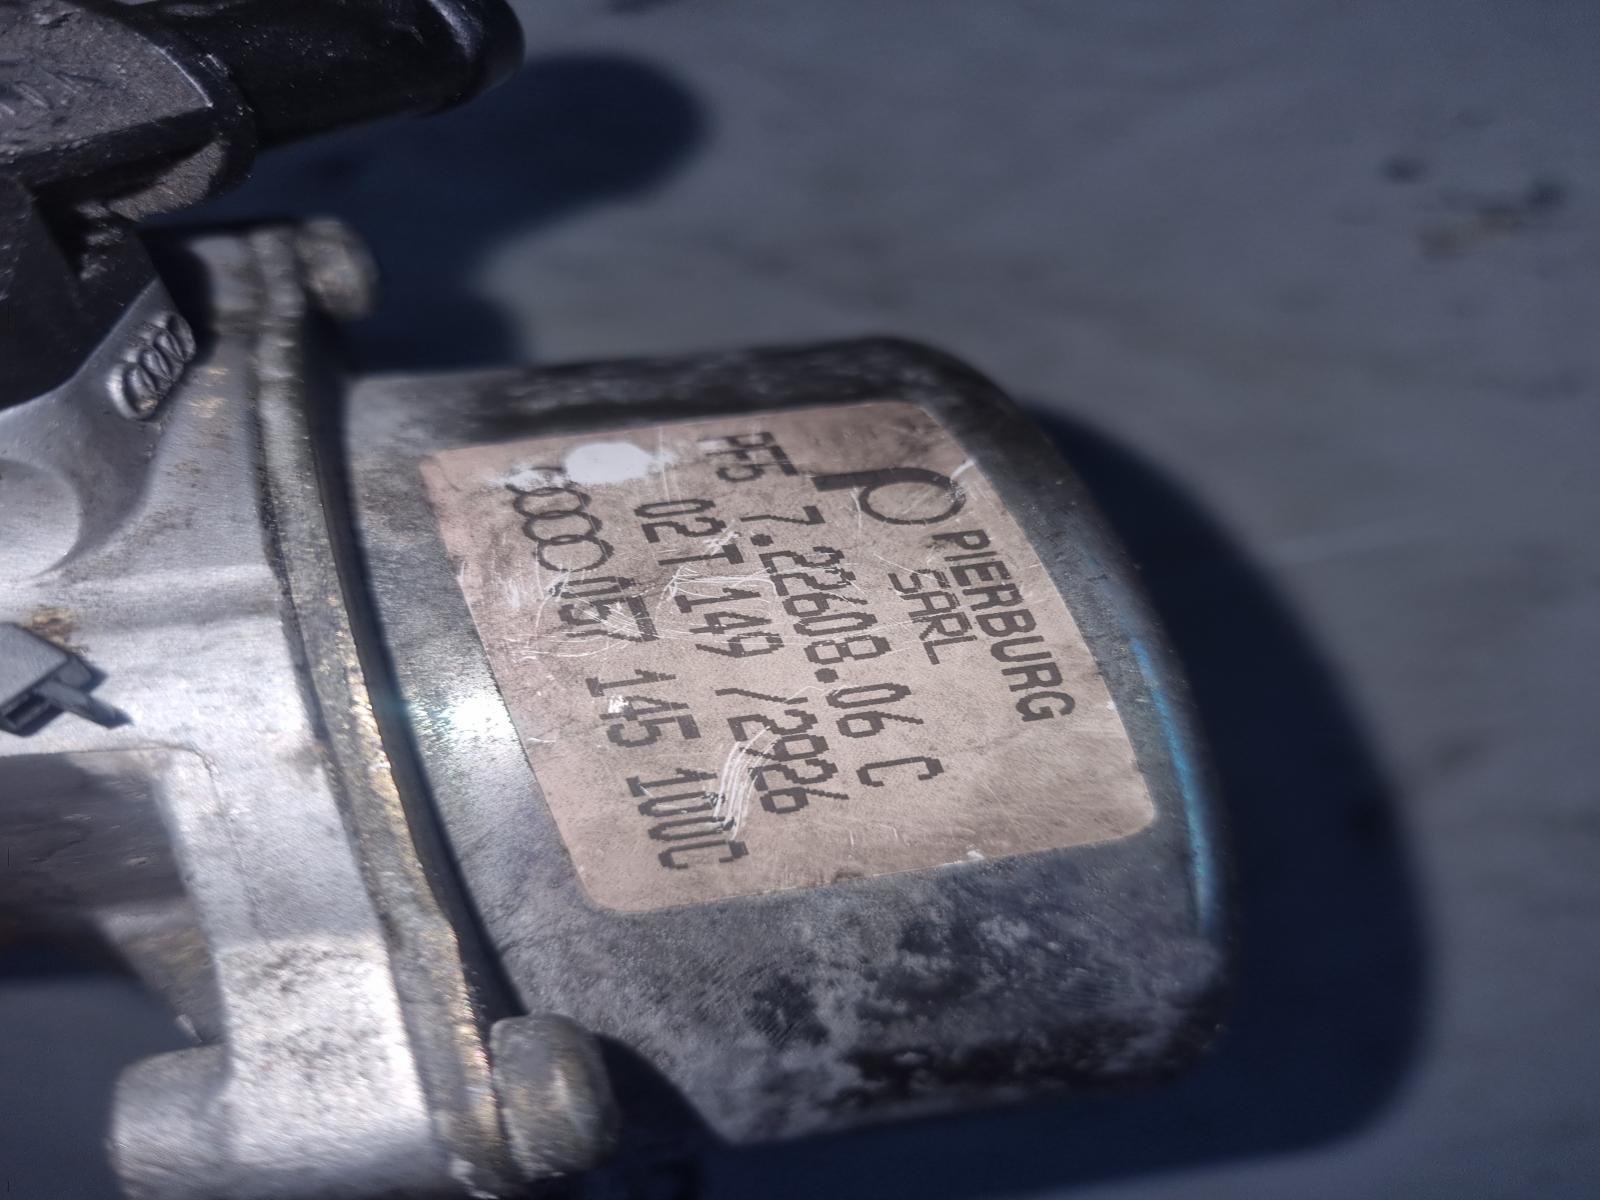 PIERBURG
SARL
PF5 7.22608.06 C
02T 149 /2926
057 145 100C